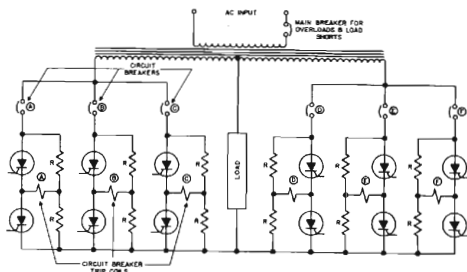 AC INPUT
MAIN BREAKER FOR
OVERLOADS & LOAD
SHORTS
CIRCUIT
BREAKERS
A B C D E F
R R R LOAD R R R
A B C D E F
R R R R R R
CIRCUIT BREAKER
TRIP COILS